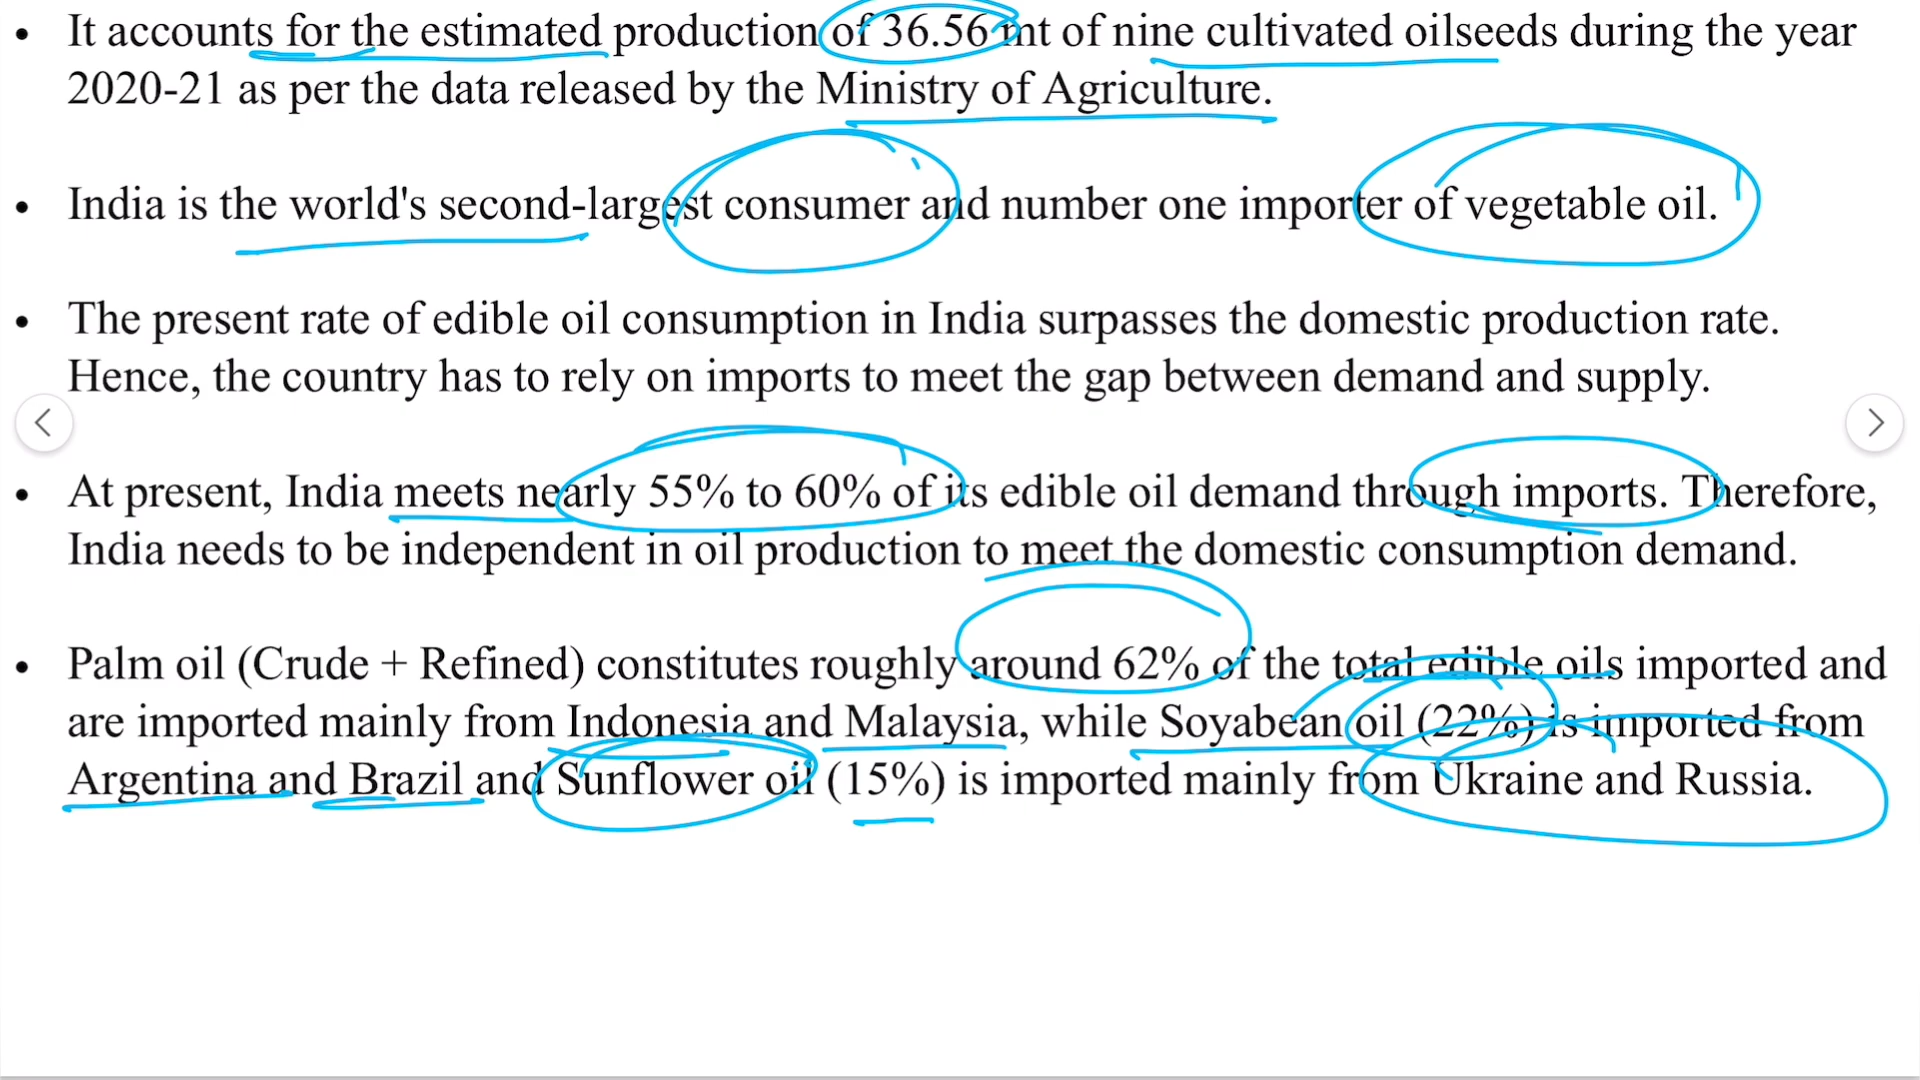 • It accounts for the estimated production of 36.56 mt of nine cultivated oilseeds during the year
2020-21 as per the data released by the Ministry of Agriculture.
• India is the world's second-largest consumer and number one importer of vegetable oil.
• The present rate of edible oil consumption in India surpasses the domestic production rate.
Hence, the country has to rely on imports to meet the gap between demand and supply.
• At present, India meets nearly 55% to 60% of its edible oil demand through imports. Therefore,
India needs to be independent in oil production to meet the domestic consumption demand.
• Palm oil (Crude + Refined) constitutes roughly around 62% of the total edible oils imported and
are imported mainly from Indonesia and Malaysia, while Soyabean oil (22%) is imported from
Argentina and Brazil and Sunflower oil (15%) is imported mainly from Ukraine and Russia.